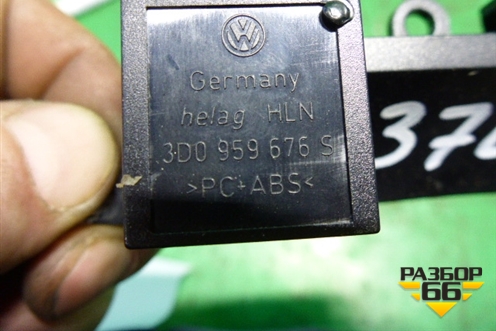 Germany
helag HLN
3D0 959 676 S
>PC+ABS<
РАЗБОР
66